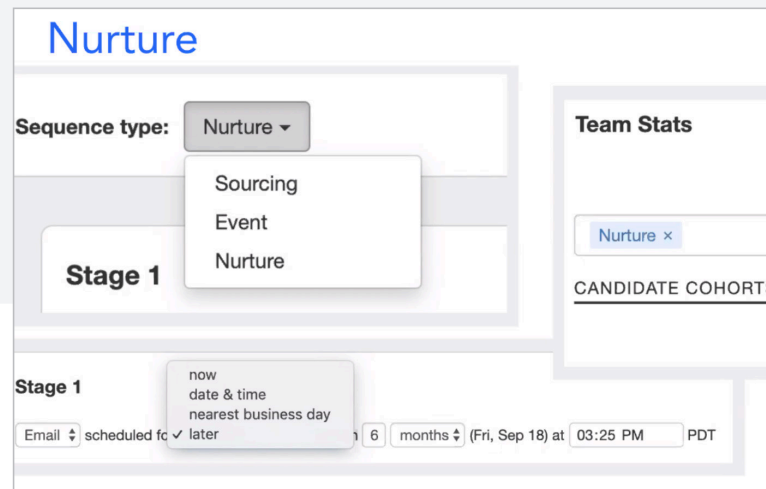 Nurture
Sequence type: Nurture
Sourcing
Event
Nurture
Stage 1
Team Stats
Nurture ×
CANDIDATE COHORT
Stage 1
now
date & time
nearest business day
✓ later
Email scheduled fo 6 months (Fri, Sep 18) at 03:25 PM PDT